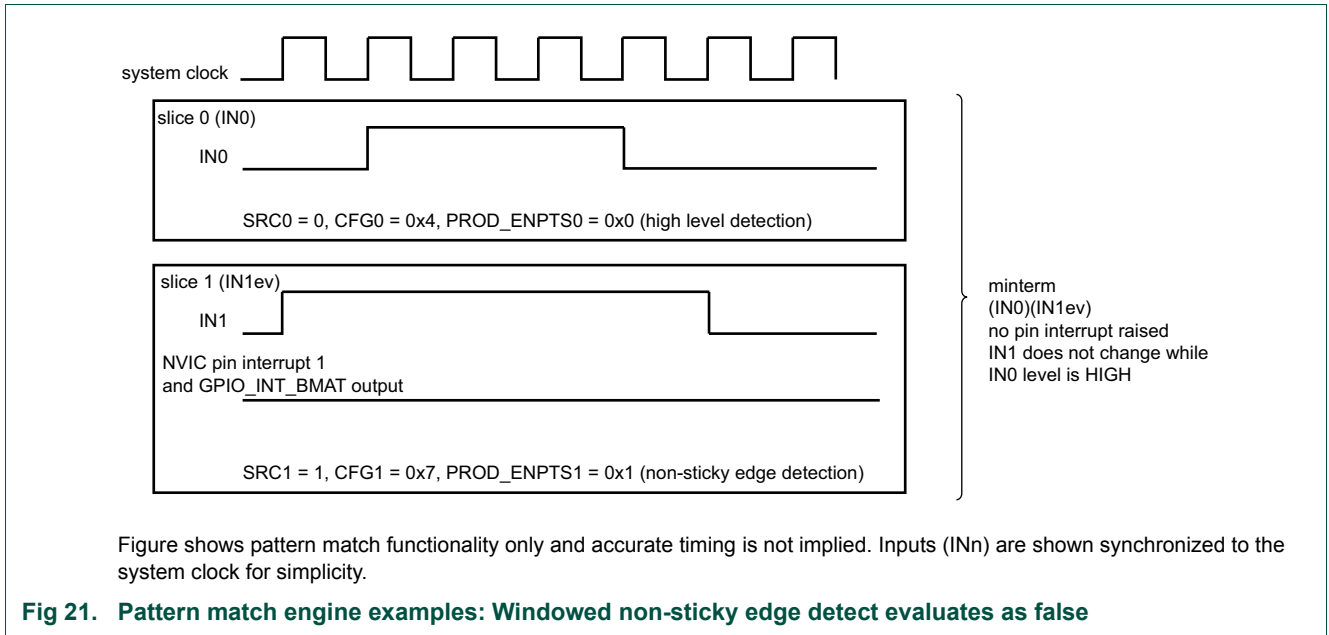 system clock
slice 0 (IN0)
IN0
SRC0 = 0, CFG0 = 0x4, PROD_ENPTS0 = 0x0 (high level detection)
slice 1 (IN1ev)
IN1
NVIC pin interrupt 1
and GPIO_INT_BMAT output
SRC1 = 1, CFG1 = 0x7, PROD_ENPTS1 = 0x1 (non-sticky edge detection)
minterm
(IN0)(IN1ev)
no pin interrupt raised
IN1 does not change while
IN0 level is HIGH
Figure shows pattern match functionality only and accurate timing is not implied. Inputs (INn) are shown synchronized to the
system clock for simplicity.
Fig 21. Pattern match engine examples: Windowed non-sticky edge detect evaluates as false